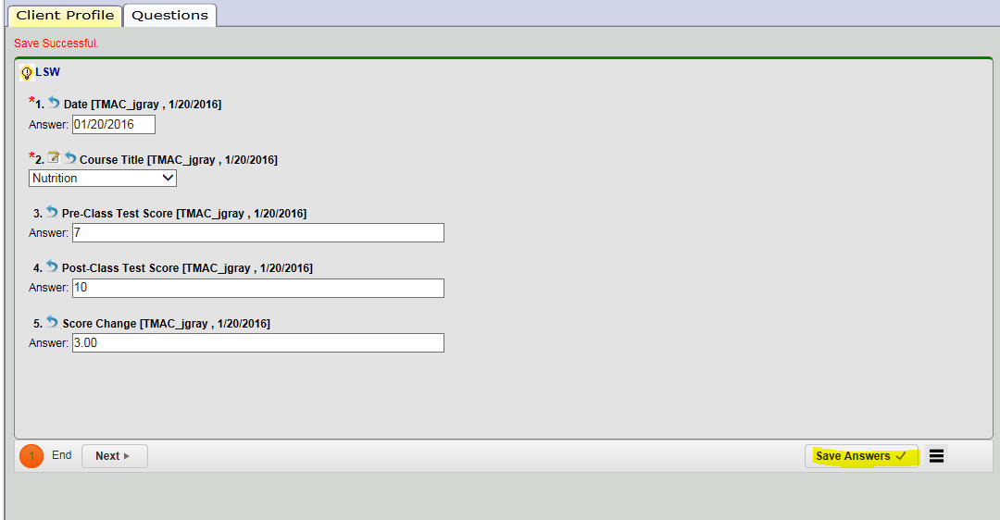 Client Profile Questions
Save Successful.
LSW
*1. Date [TMAC_jgray , 1/20/2016]
Answer: 01/20/2016
*2. Course Title [TMAC_jgray , 1/20/2016]
Nutrition
3. Pre-Class Test Score [TMAC_jgray , 1/20/2016]
Answer: 7
4. Post-Class Test Score [TMAC_jgray , 1/20/2016]
Answer: 10
5. Score Change [TMAC_jgray , 1/20/2016]
Answer: 3.00
1 End Next Save Answers